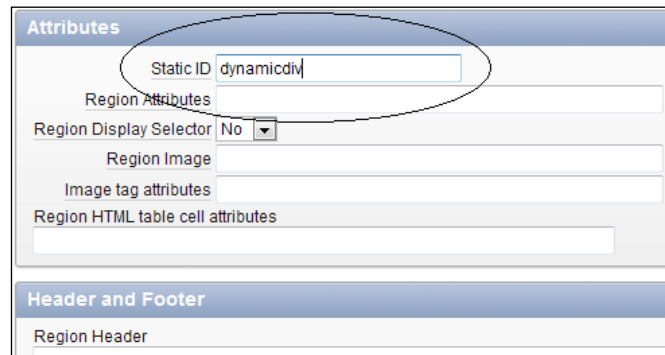 Attributes
Static ID dynamicdiv
Region Attributes
Region Display Selector No
Region Image
Image tag attributes
Region HTML table cell attributes
Header and Footer
Region Header